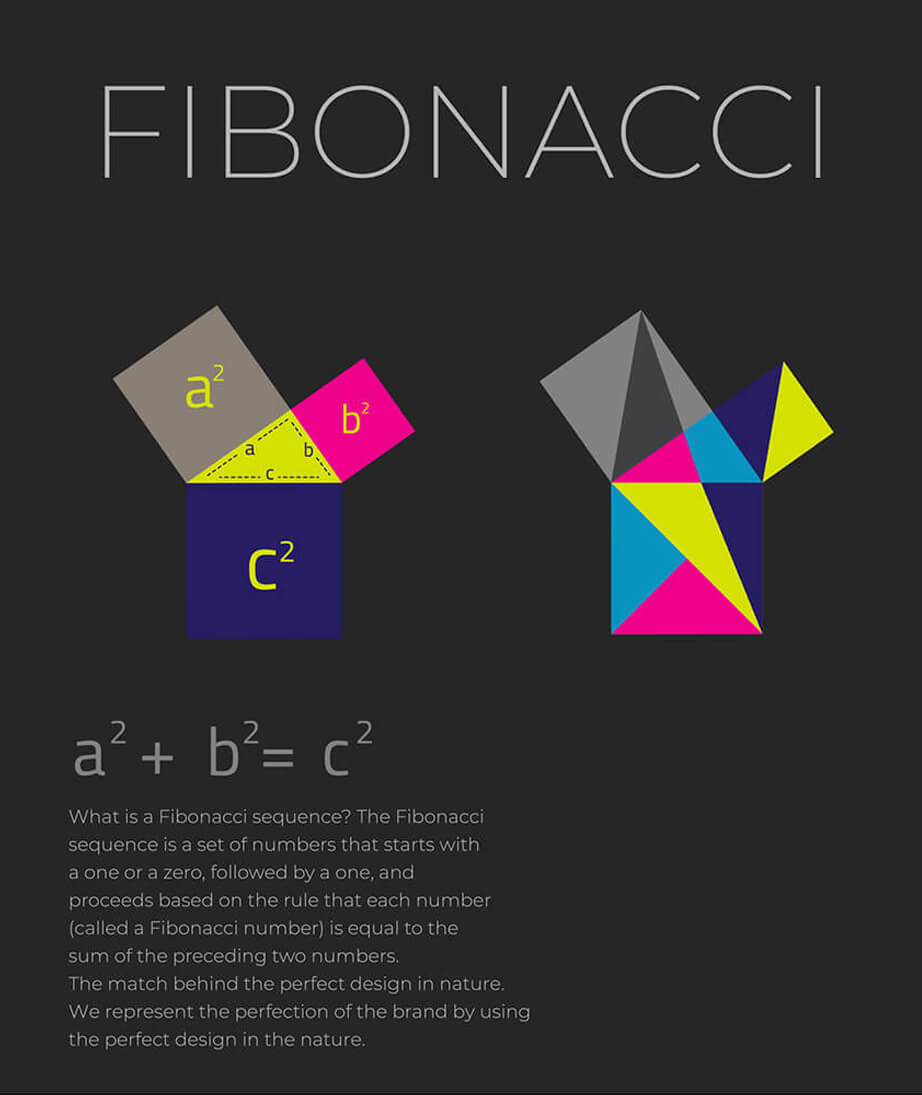 FIBONACCI
a²
b²
a
b
c
c²
a² + b² = c²
What is a Fibonacci sequence? The Fibonacci
sequence is a set of numbers that starts with
a one or a zero, followed by a one, and
proceeds based on the rule that each number
(called a Fibonacci number) is equal to the
sum of the preceding two numbers.
The match behind the perfect design in nature.
We represent the perfection of the brand by using
the perfect design in the nature.